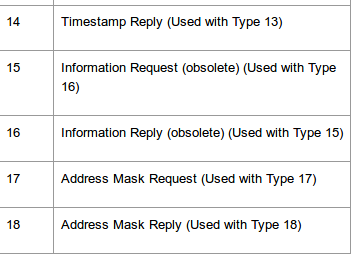 14 Timestamp Reply (Used with Type 13)
15 Information Request (obsolete) (Used with Type
16)
16 Information Reply (obsolete) (Used with Type 15)
17 Address Mask Request (Used with Type 17)
18 Address Mask Reply (Used with Type 18)